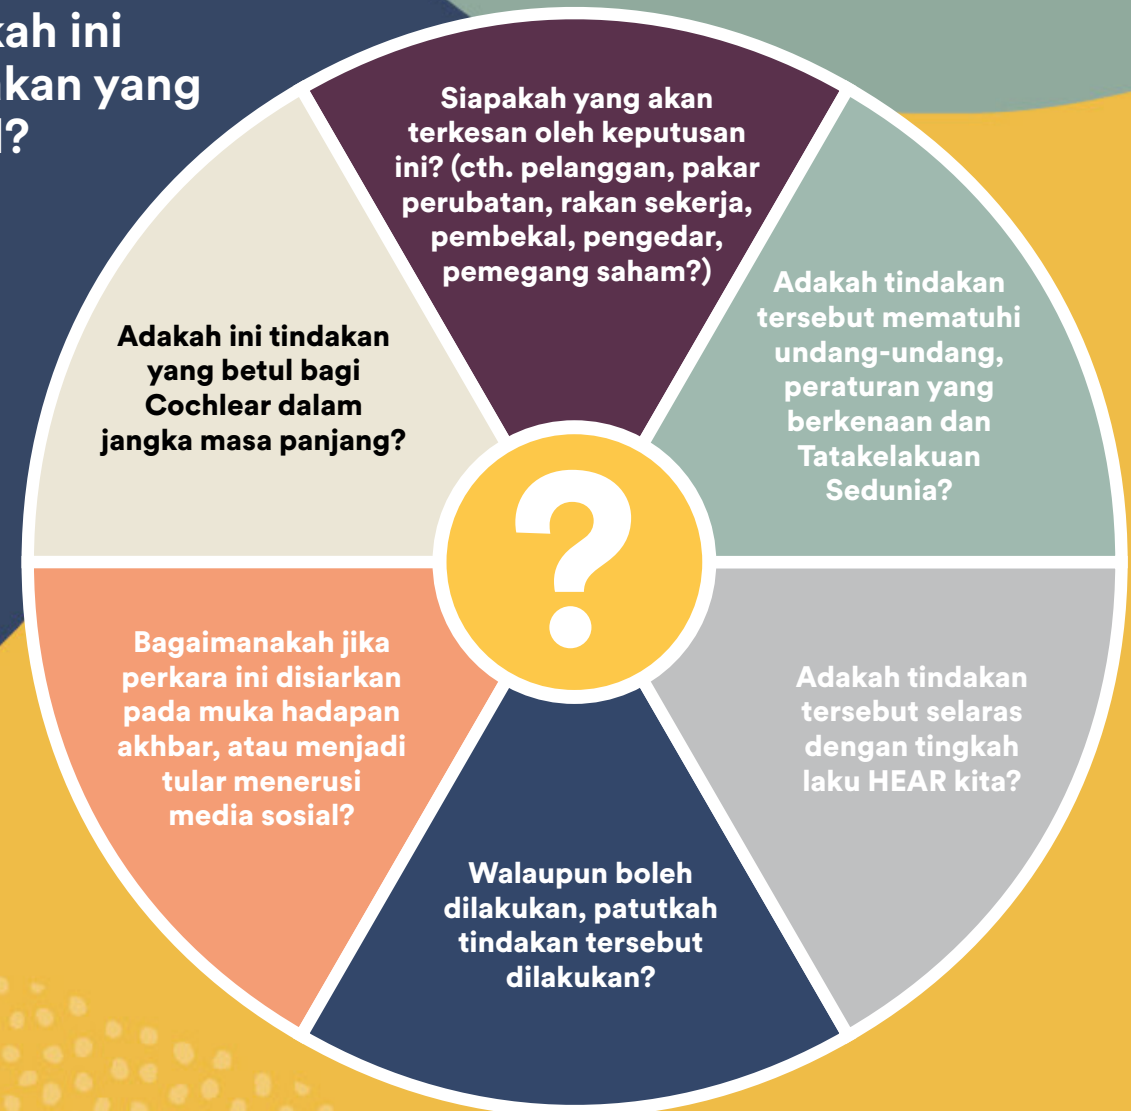 ini
yang
Siapakah yang akan
terkesan oleh keputusan
ini? (cth. pelanggan, pakar
perubatan, rakan sekerja,
pembekal, pengedar,
pemegang saham?)
Adakah tindakan
tersebut mematuhi
undang-undang,
peraturan yang
berkenaan dan
Tatakelakuan
Sedunia?
Adakah tindakan
tersebut selaras
dengan tingkah
laku HEAR kita?
Walaupun boleh
dilakukan, patutkah
tindakan tersebut
dilakukan?
Bagaimanakah jika
perkara ini disiarkan
pada muka hadapan
akhbar, atau menjadi
tular menerusi
media sosial?
Adakah ini tindakan
yang betul bagi
Cochlear dalam
jangka masa panjang?
?